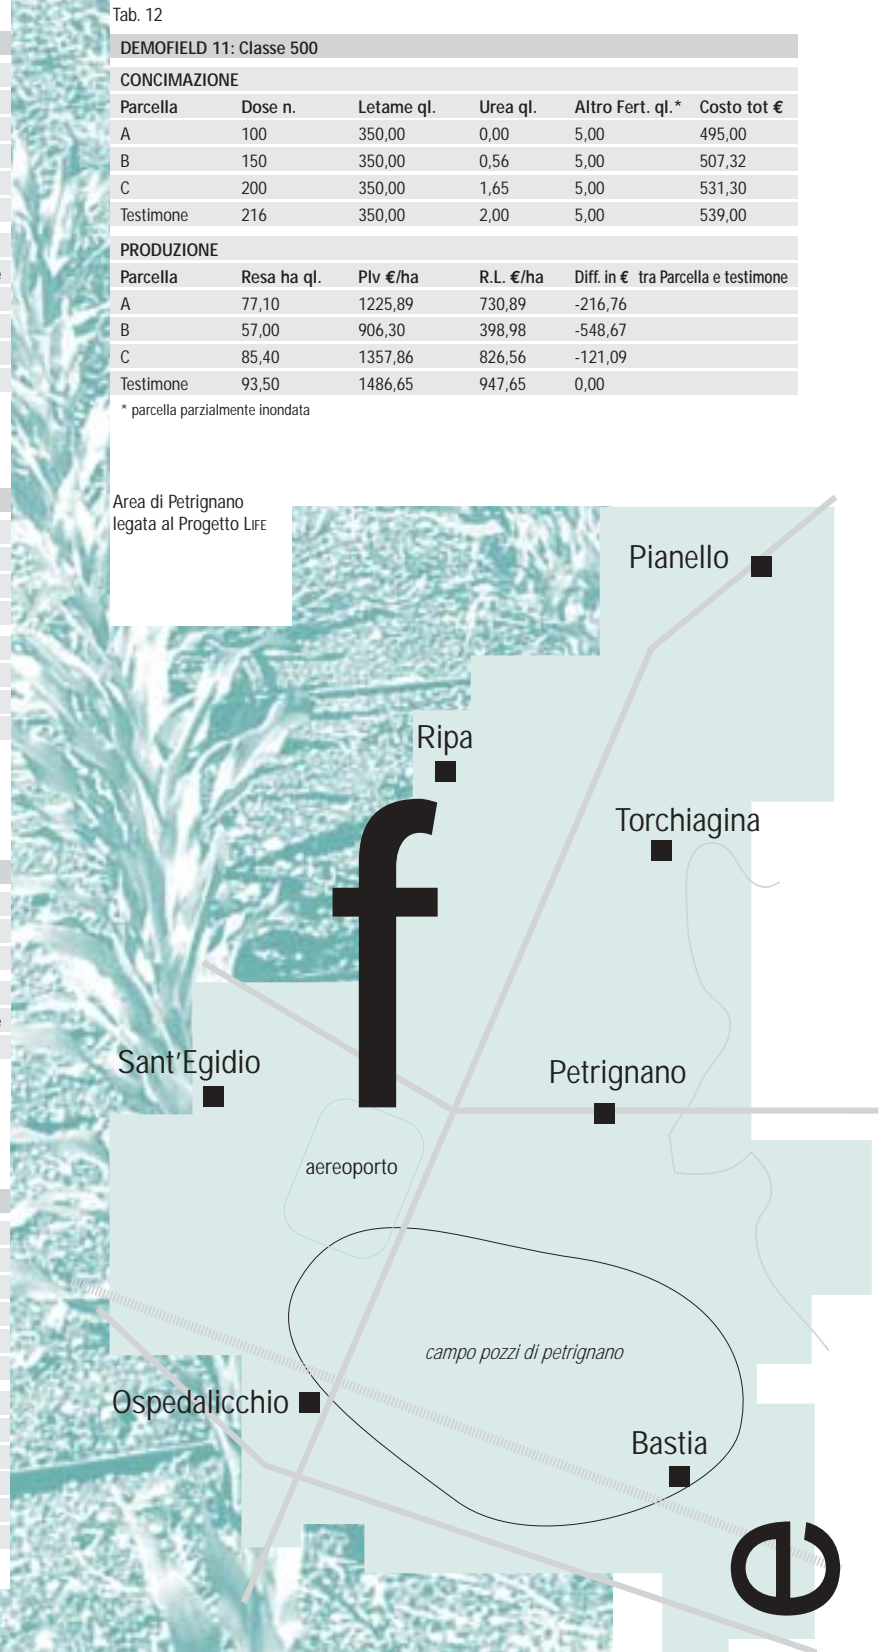 Tab. 12
DEMOFIELD 11: Classe 500
CONCIMAZIONE
Parcella Dose n. Letame ql. Urea ql. Altro Fert. ql.* Costo tot €
A 100 350,00 0,00 5,00 495,00
B 150 350,00 0,56 5,00 507,32
C 200 350,00 1,65 5,00 531,30
Testimone 216 350,00 2,00 5,00 539,00
PRODUZIONE
Parcella Resa ha ql. Plv €/ha R.L. €/ha Diff. in € tra Parcella e testimone
A 77,10 1225,89 730,89 -216,76
B 57,00 906,30 398,98 -548,67
C 85,40 1357,86 826,56 -121,09
Testimone 93,50 1486,65 947,65 0,00
* parcella parzialmente inondata
Area di Petrignano
legata al Progetto LIFE
Pianello
Ripa
Torchiagina
f
Sant'Egidio
Petrignano
aereoporto
campo pozzi di petrignano
Ospedalicchio
Bastia
e